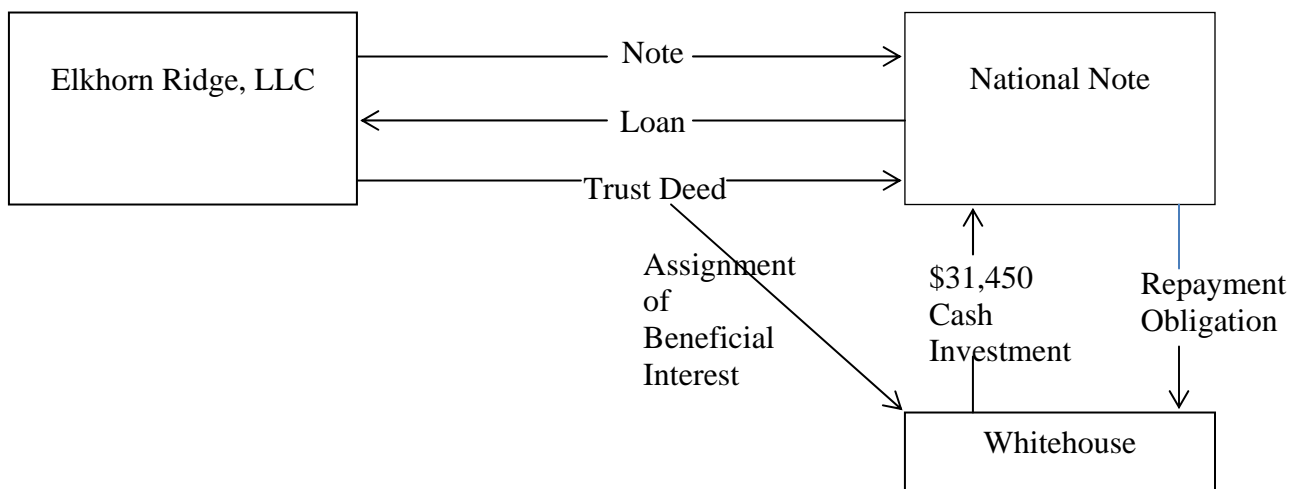 Elkhorn Ridge, LLC
Note
National Note
Loan
Trust Deed
Assignment
of
Beneficial
Interest
$31,450
Cash
Investment
Repayment
Obligation
Whitehouse